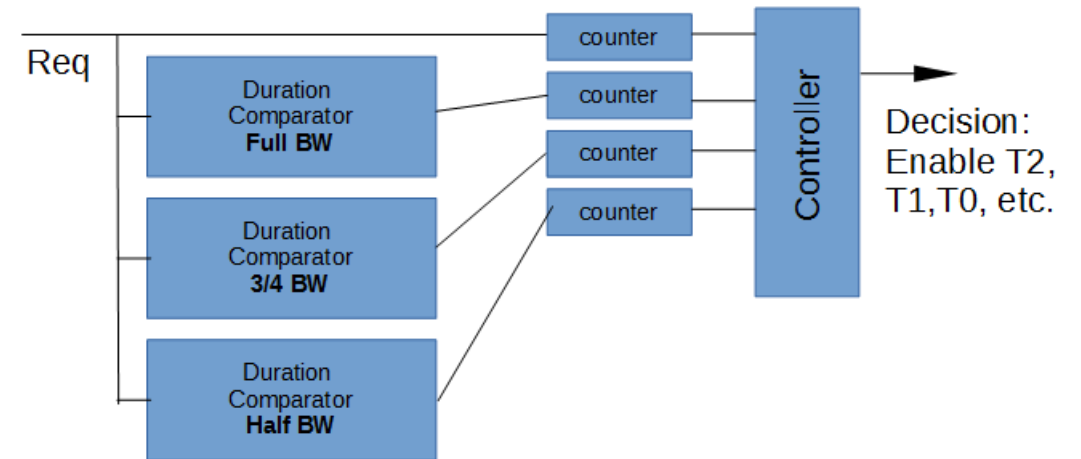 Req
Duration
Comparator
Full BW
Duration
Comparator
3/4 BW
Duration
Comparator
Half BW
counter
counter
counter
counter
Controller
Decision:
Enable T2,
T1,T0, etc.